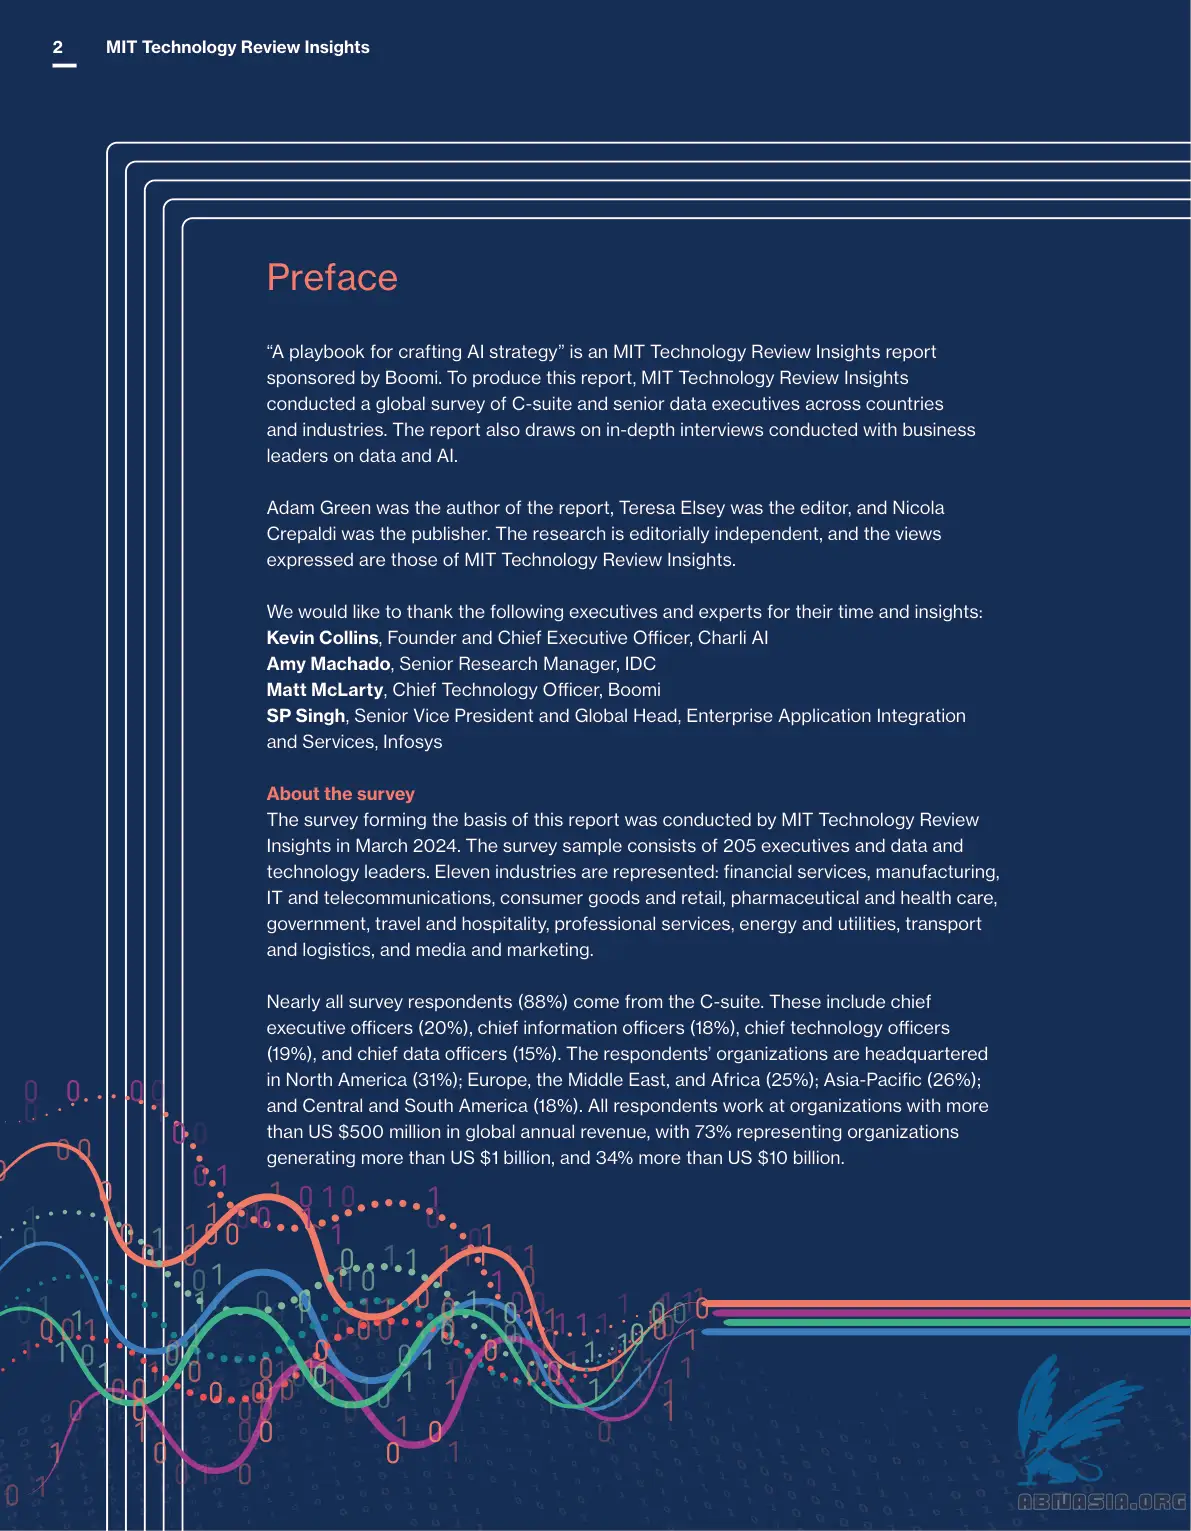 2 MIT Technology Review Insights
Preface
“A playbook for crafting AI strategy” is an MIT Technology Review Insights report
sponsored by Boomi. To produce this report, MIT Technology Review Insights
conducted a global survey of C-suite and senior data executives across countries
and industries. The report also draws on in-depth interviews conducted with business
leaders on data and AI.
Adam Green was the author of the report, Teresa Elsey was the editor, and Nicola
Crepaldi was the publisher. The research is editorially independent, and the views
expressed are those of MIT Technology Review Insights.
We would like to thank the following executives and experts for their time and insights:
Kevin Collins, Founder and Chief Executive Officer, Charli AI
Amy Machado, Senior Research Manager, IDC
Matt McLarty, Chief Technology Officer, Boomi
SP Singh, Senior Vice President and Global Head, Enterprise Application Integration
and Services, Infosys
About the survey
The survey forming the basis of this report was conducted by MIT Technology Review
Insights in March 2024. The survey sample consists of 205 executives and data and
technology leaders. Eleven industries are represented: financial services, manufacturing,
IT and telecommunications, consumer goods and retail, pharmaceutical and health care,
government, travel and hospitality, professional services, energy and utilities, transport
and logistics, and media and marketing.
Nearly all survey respondents (88%) come from the C-suite. These include chief
executive officers (20%), chief information officers (18%), chief technology officers
(19%), and chief data officers (15%). The respondents’ organizations are headquartered
in North America (31%); Europe, the Middle East, and Africa (25%); Asia-Pacific (26%);
and Central and South America (18%). All respondents work at organizations with more
than US $500 million in global annual revenue, with 73% representing organizations
generating more than US $1 billion, and 34% more than US $10 billion.
ABNASIA.ORG